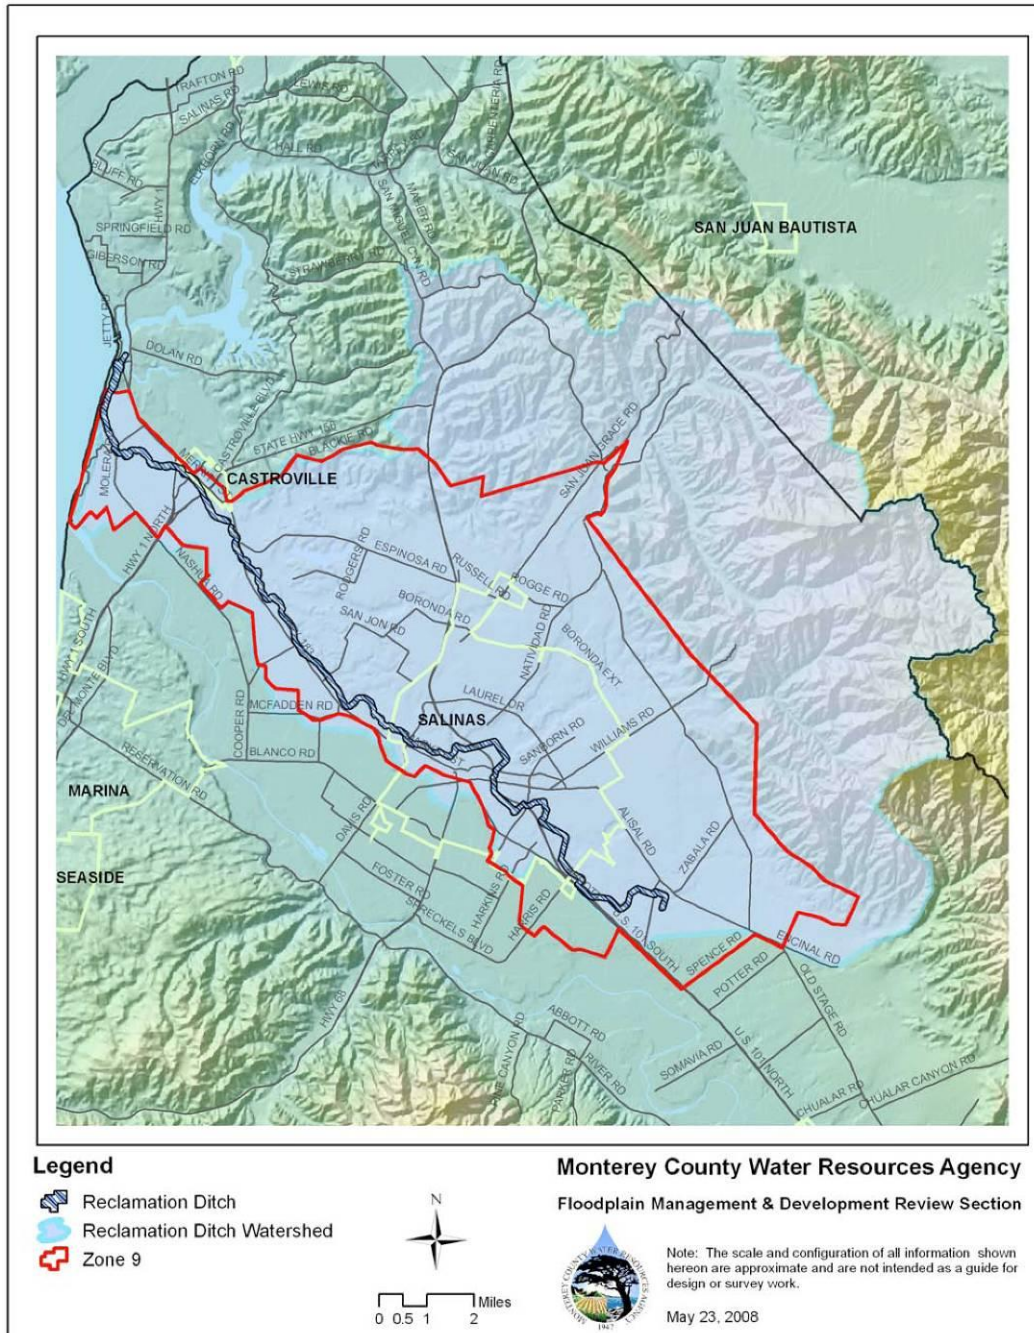 TRAFTON RD
LEWIS RD
SALINAS RD
ELKHORN RD
HALL RD
SAN JUAN RD
BLUFF RD
HWY 1
MAHER RD
SPRINGFIELD RD
SAN JUAN BAUTISTA
GIBERSON RD
STRAWBERRY RD
JETTY RD
DOLAN RD
CASTROVILLE BLVD
SAN JUAN GRADE RD
STATE HWY 156
BLACKIE RD
CASTROVILLE
HWY 1 NORTH
NASHUA RD
RODGERS RD
ESPINOSA RD
RUSSELL RD
ROGGE RD
BORONDA RD
SAN JON RD
NATIVIDAD RD
BORONDA EXT
HWY 1 SOUTH
DEL MONTE BLVD
LAUREL DR
MCFADDEN RD
COOPER RD
SALINAS
SANBORN RD
WILLIAMS RD
BLANCO RD
RESERVATION RD
MARINA
DAVIS RD
ALISAL RD
ZABALA RD
SEASIDE
FOSTER RD
SPRECKELS BLVD
HARKINS RD
HARRIS RD
U.S. 101 SOUTH
SPENCE RD
ENCINAL RD
POTTER RD
OLD STAGE RD
HWY 68
ABBOTT RD
RIVER RD
U.S. 101 NORTH
SOMAVIA RD
PINE CANYON RD
PARKER RD
CHUALAR RD
CHUALAR CANYON RD
Legend
Reclamation Ditch
Reclamation Ditch Watershed
Zone 9
N
Miles
0 0.5 1 2
Monterey County Water Resources Agency
Floodplain Management & Development Review Section
MONTEREY COUNTY WATER RESOURCES AGENCY
1947
Note: The scale and configuration of all information shown
hereon are approximate and are not intended as a guide for
design or survey work.
May 23, 2008